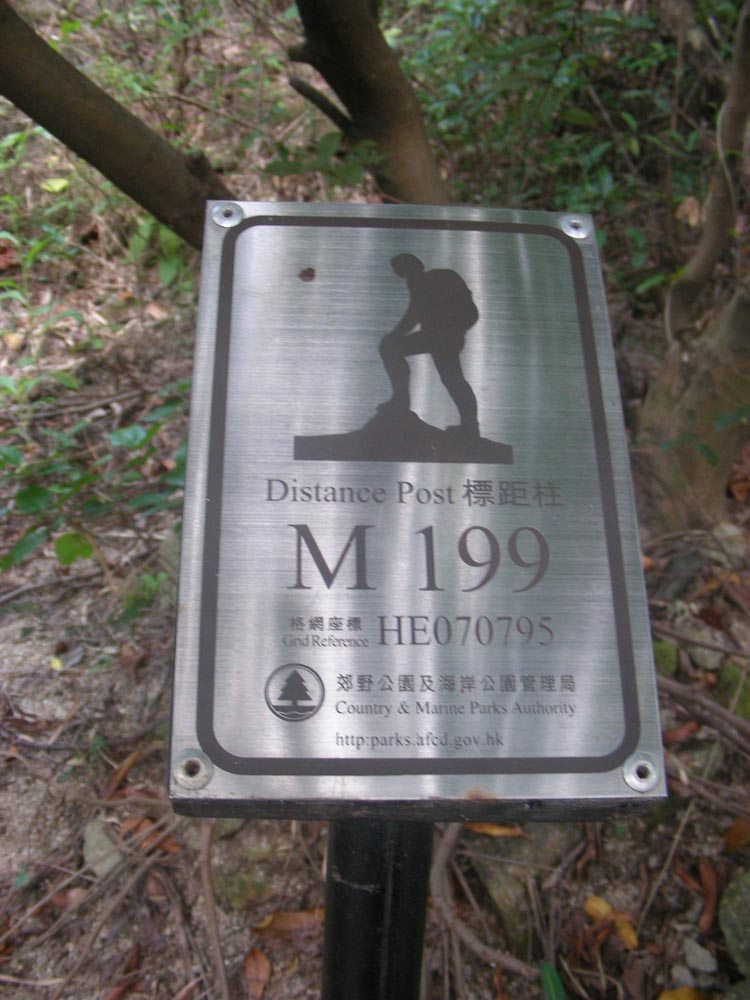 Distance Post 標距柱
M 199
格網座標
Grid Reference HE070795
郊野公園及海岸公園管理局
Country & Marine Parks Authority
http:parks.afcd.gov.hk